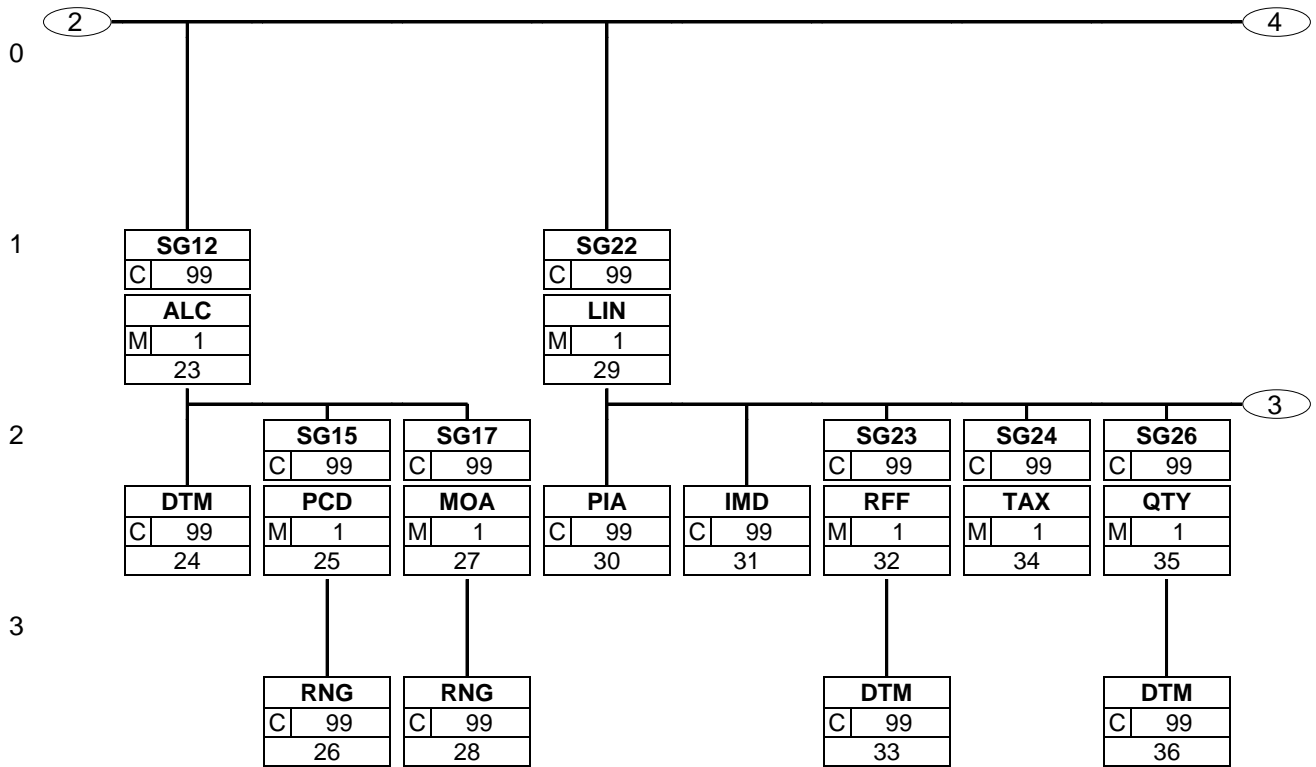 2 4
0
1 SG12 SG22
C 99 C 99
ALC LIN
M 1 M 1
23 29
3
2 SG15 SG17 SG23 SG24 SG26
C 99 C 99 C 99 C 99 C 99
DTM PCD MOA PIA IMD RFF TAX QTY
C 99 M 1 M 1 C 99 C 99 M 1 M 1 M 1
24 25 27 30 31 32 34 35
3
RNG RNG DTM DTM
C 99 C 99 C 99 C 99
26 28 33 36